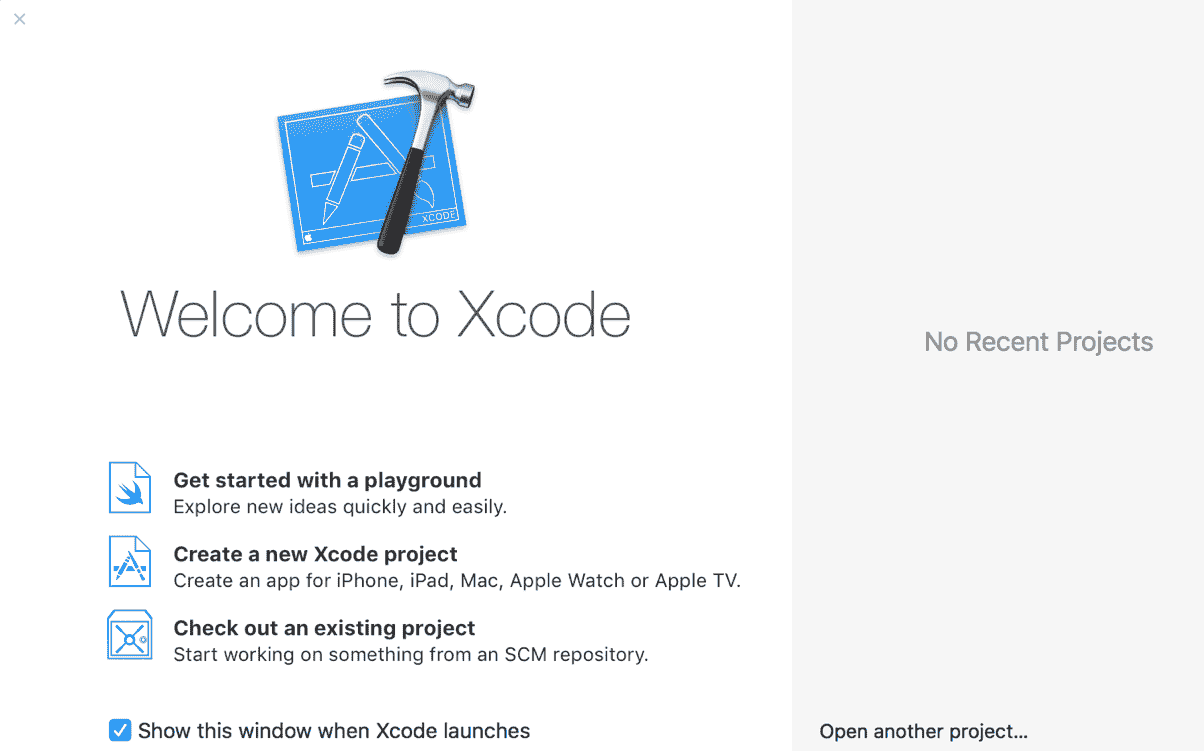 XCODE
Welcome to Xcode
No Recent Projects
Get started with a playground
Explore new ideas quickly and easily.
Create a new Xcode project
Create an app for iPhone, iPad, Mac, Apple Watch or Apple TV.
Check out an existing project
Start working on something from an SCM repository.
Show this window when Xcode launches
Open another project...